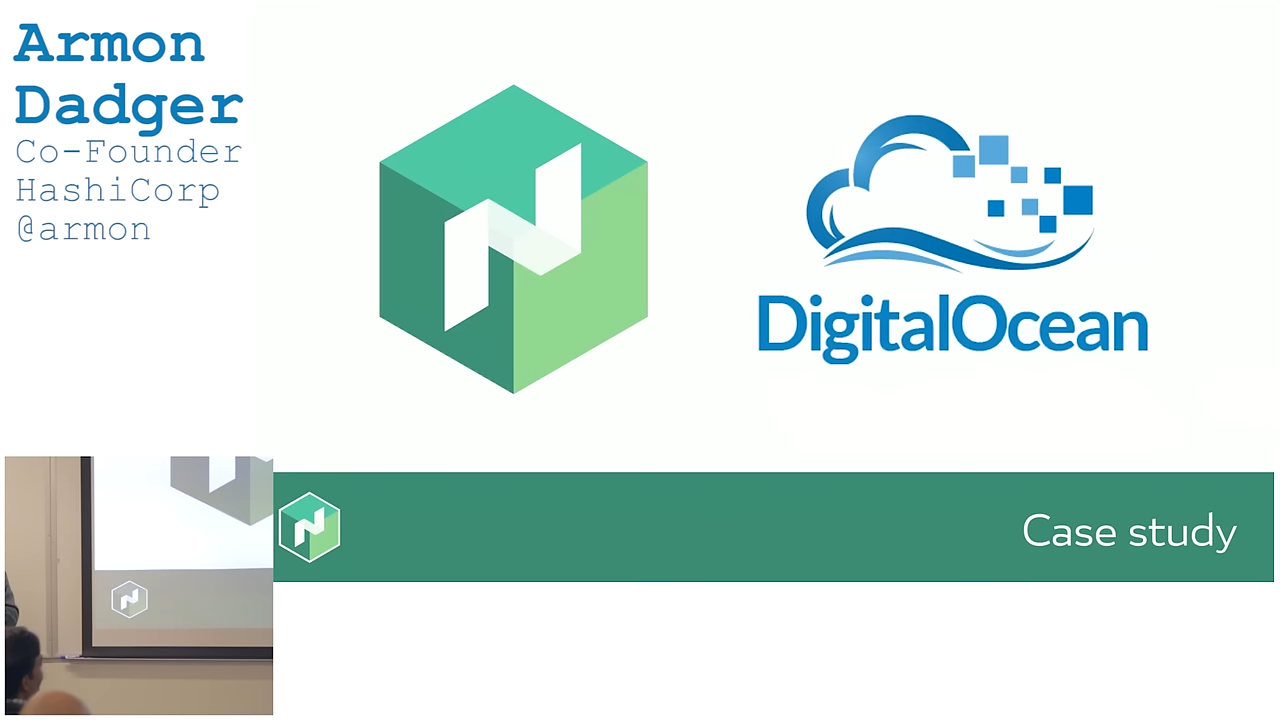 Armon
Dadger
Co-Founder
HashiCorp
@armon
DigitalOcean
Case study